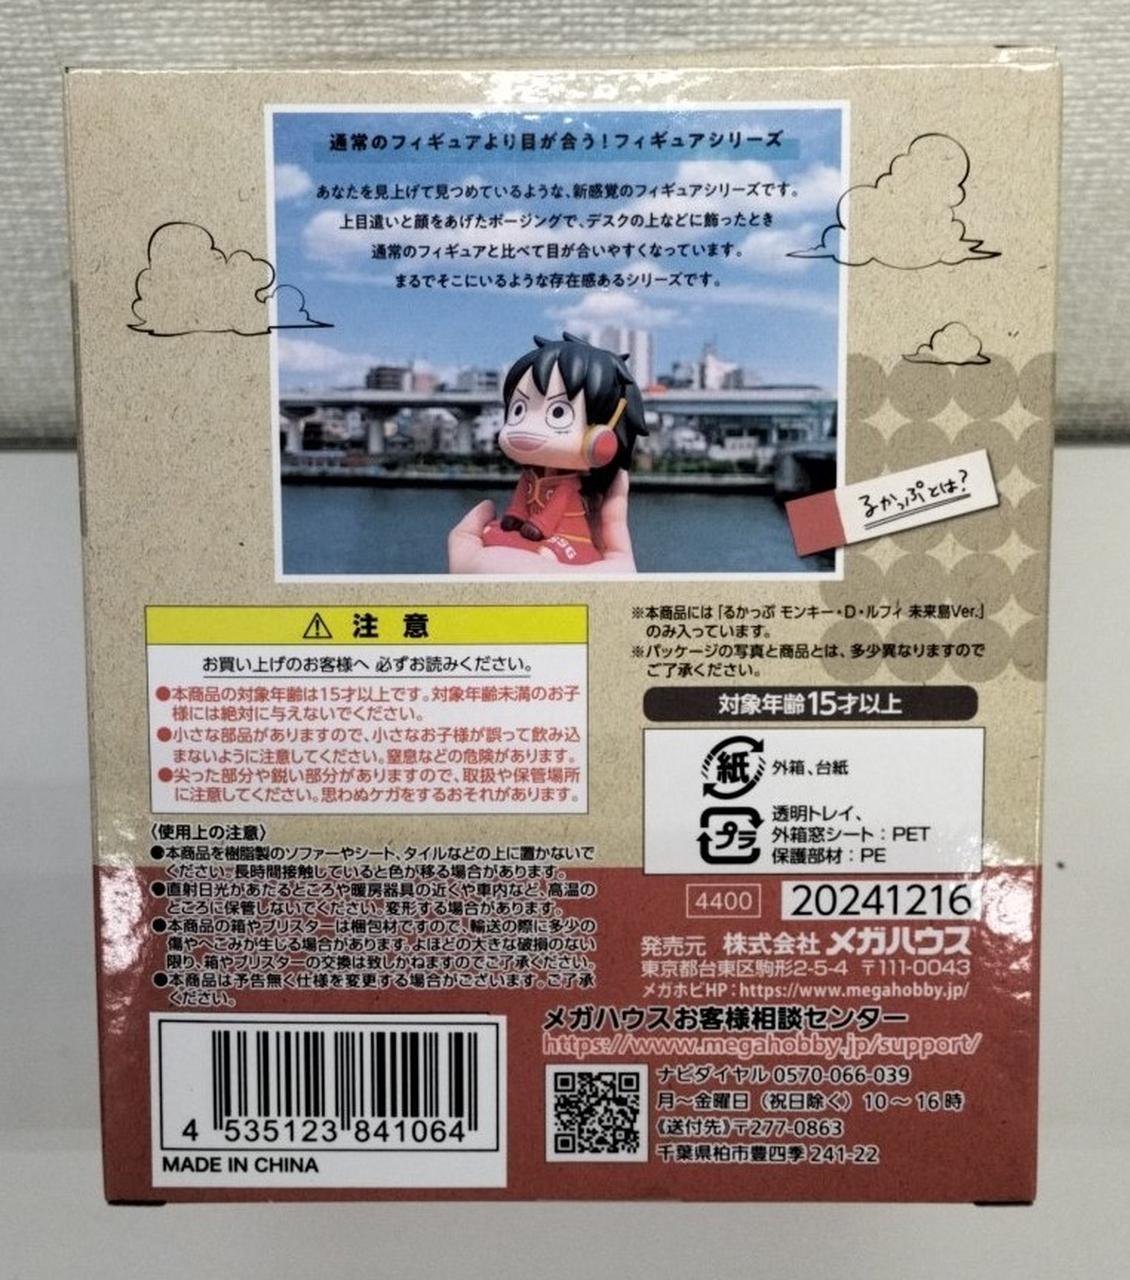 通常のフィギュアより目が合う！フィギュアシリーズ
あなたを見上げて見つめているような、新感覚のフィギュアシリーズです。
上目遣いと顔をあげたポージングで、デスクの上などに飾ったとき
通常のフィギュアと比べて目が合いやすくなっています。
まるでそこにいるような存在感あるシリーズです。
るかっぷとは？
⚠ 注意
お買い上げのお客様へ 必ずお読みください。
●本商品の対象年齢は15才以上です。対象年齢未満のお子
様には絶対に与えないでください。
●小さな部品がありますので、小さなお子様が誤って飲み込
まないように注意してください。窒息などの危険があります。
●尖った部分や鋭い部分がありますので、取扱や保管場所
に注意してください。思わぬケガをするおそれがあります。
〈使用上の注意〉
●本商品を樹脂製のソファーやシート、タイルなどの上に置かないで
ください。長時間接触していると色が移る場合があります。
●直射日光があたるところや暖房器具の近くや車内など、高温の
ところに保管しないでください。変形する場合があります。
●本商品の箱やブリスターは梱包材ですので、輸送の際に多少の
傷やへこみが生じる場合があります。よほどの大きな破損のない
限り、箱やブリスターの交換は致しかねますのでご了承ください。
●本商品は予告無く仕様を変更する場合がございます。ご了承
ください。
4 535123 841064
MADE IN CHINA
※本商品には「るかっぷ モンキー・D・ルフィ 未来島Ver.」
のみ入っています。
※パッケージの写真と商品とは、多少異なりますので
ご了承ください。
対象年齢15才以上
紙 外箱、台紙
プラ 透明トレイ、
外箱窓シート：PET
保護部材：PE
4400 20241216
発売元 株式会社メガハウス
東京都台東区駒形2-5-4 〒111-0043
メガホビHP：https://www.megahobby.jp/
メガハウスお客様相談センター
https://www.megahobby.jp/support/
ナビダイヤル 0570-066-039
月～金曜日（祝日除く）10～16時
《送付先》〒277-0863
千葉県柏市豊四季 241-22